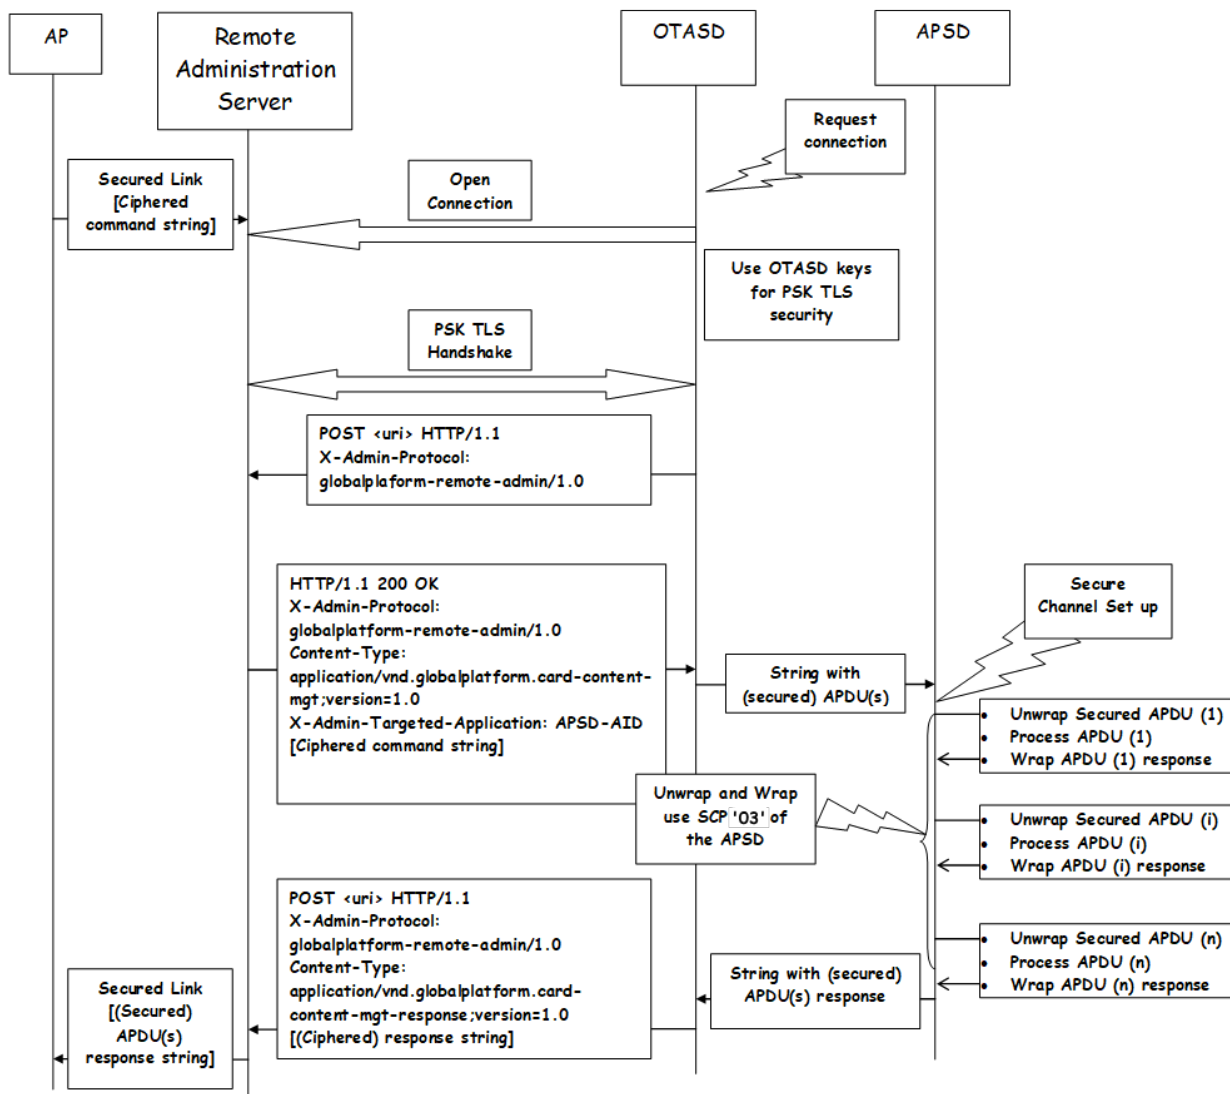 AP
Remote
Administration
Server
OTASD
APSD
Request
connection
Secured Link
[Ciphered
command string]
Open
Connection
Use OTASD keys
for PSK TLS
security
PSK TLS
Handshake
POST <uri> HTTP/1.1
X-Admin-Protocol:
globalplaform-remote-admin/1.0
HTTP/1.1 200 OK
X-Admin-Protocol:
globalplatform-remote-admin/1.0
Content-Type:
application/vnd.globalplatform.card-content-
mgt;version=1.0
X-Admin-Targeted-Application: APSD-AID
[Ciphered command string]
Secure
Channel Set up
String with
(secured) APDU(s)
• Unwrap Secured APDU (1)
• Process APDU (1)
• Wrap APDU (1) response
Unwrap and Wrap
use SCP '03' of
the APSD
• Unwrap Secured APDU (i)
• Process APDU (i)
• Wrap APDU (i) response
POST <uri> HTTP/1.1
X-Admin-Protocol:
globalplatform-remote-admin/1.0
Content-Type:
application/vnd.globalplatform.card-
content-mgt-response;version=1.0
[(Ciphered) response string]
• Unwrap Secured APDU (n)
• Process APDU (n)
• Wrap APDU (n) response
String with (secured)
APDU(s) response
Secured Link
[(Secured)
APDU(s)
response string]